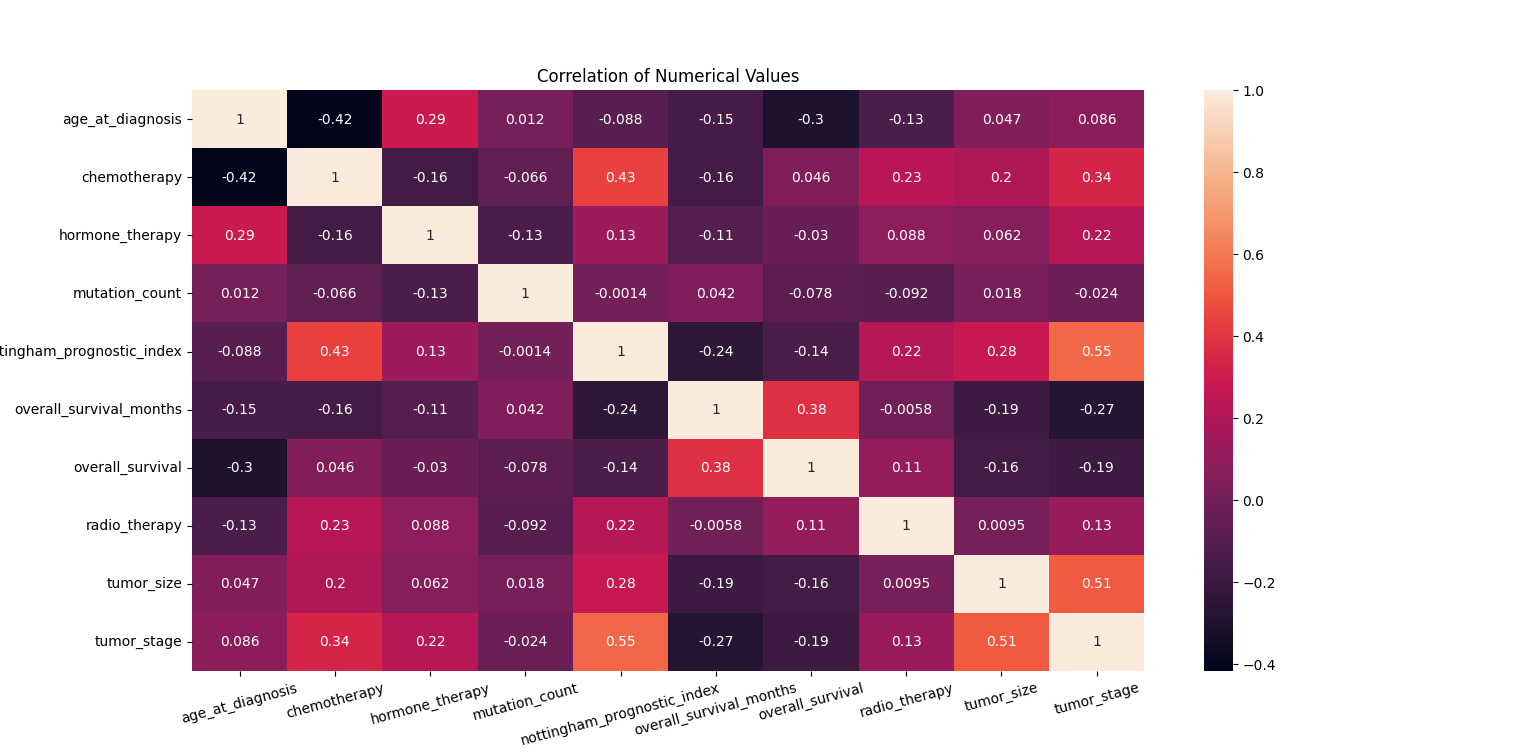 Correlation of Numerical Values
age_at_diagnosis 1 -0.42 0.29 0.012 -0.088 -0.15 -0.3 -0.13 0.047 0.086
chemotherapy -0.42 1 -0.16 -0.066 0.43 -0.16 0.046 0.23 0.2 0.34
hormone_therapy 0.29 -0.16 1 -0.13 0.13 -0.11 -0.03 0.088 0.062 0.22
mutation_count 0.012 -0.066 -0.13 1 -0.0014 0.042 -0.078 -0.092 0.018 -0.024
tingham_prognostic_index -0.088 0.43 0.13 -0.0014 1 -0.24 -0.14 0.22 0.28 0.55
overall_survival_months -0.15 -0.16 -0.11 0.042 -0.24 1 0.38 -0.0058 -0.19 -0.27
overall_survival -0.3 0.046 -0.03 -0.078 -0.14 0.38 1 0.11 -0.16 -0.19
radio_therapy -0.13 0.23 0.088 -0.092 0.22 -0.0058 0.11 1 0.0095 0.13
tumor_size 0.047 0.2 0.062 0.018 0.28 -0.19 -0.16 0.0095 1 0.51
tumor_stage 0.086 0.34 0.22 -0.024 0.55 -0.27 -0.19 0.13 0.51 1
age_at_diagnosis chemotherapy hormone_therapy mutation_count nottingham_prognostic_index overall_survival_months overall_survival radio_therapy tumor_size tumor_stage
1.0
0.8
0.6
0.4
0.2
0.0
−0.2
−0.4